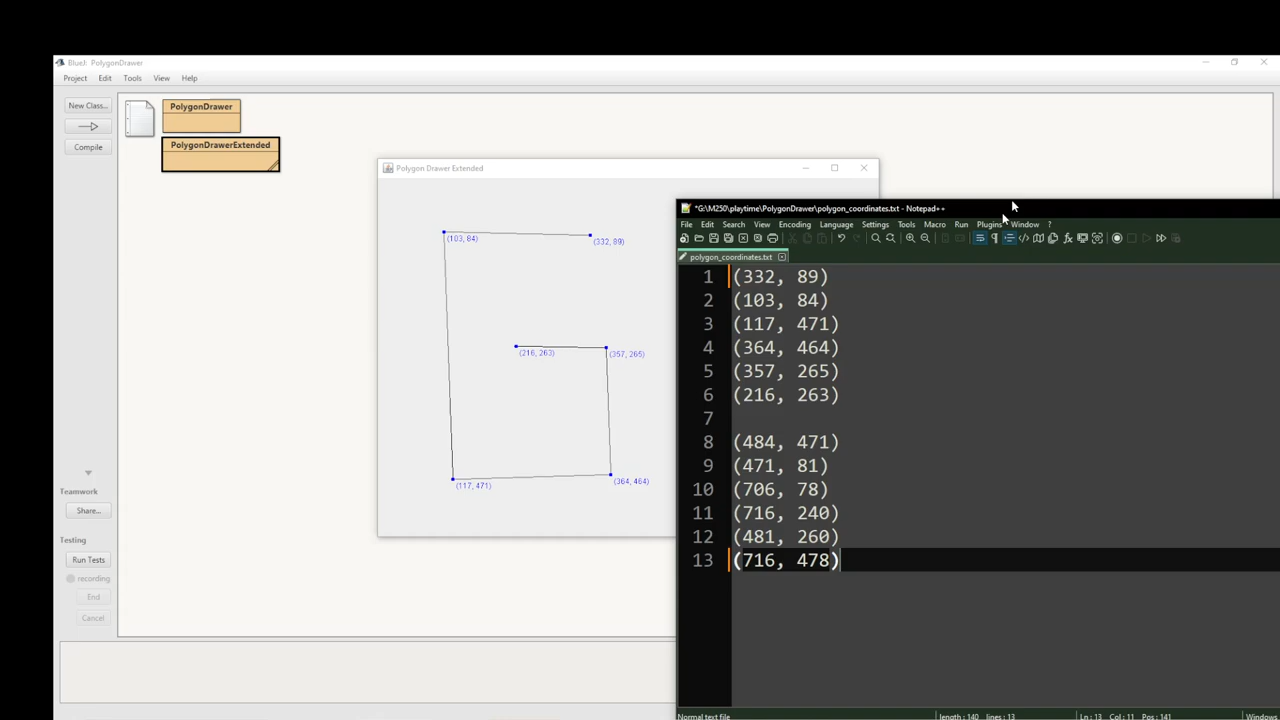 BlueJ: PolygonDrawer
Project Edit Tools View Help
New Class...
Compile
PolygonDrawer
PolygonDrawerExtended
Teamwork
Share...
Testing
Run Tests
recording
End
Cancel
Polygon Drawer Extended
(103, 84)
(332, 89)
(216, 263)
(357, 265)
(117, 471)
(364, 464)
*G:\M250\playtime\PolygonDrawer\polygon_coordinates.txt - Notepad++
File Edit Search View Encoding Language Settings Tools Macro Run Plugins Window ?
polygon_coordinates.txt
1 (332, 89)
2 (103, 84)
3 (117, 471)
4 (364, 464)
5 (357, 265)
6 (216, 263)
7
8 (484, 471)
9 (471, 81)
10 (706, 78)
11 (716, 240)
12 (481, 260)
13 (716, 478)
Normal text file length : 140 lines : 13 Ln : 13 Col : 11 Pos : 141 Windows